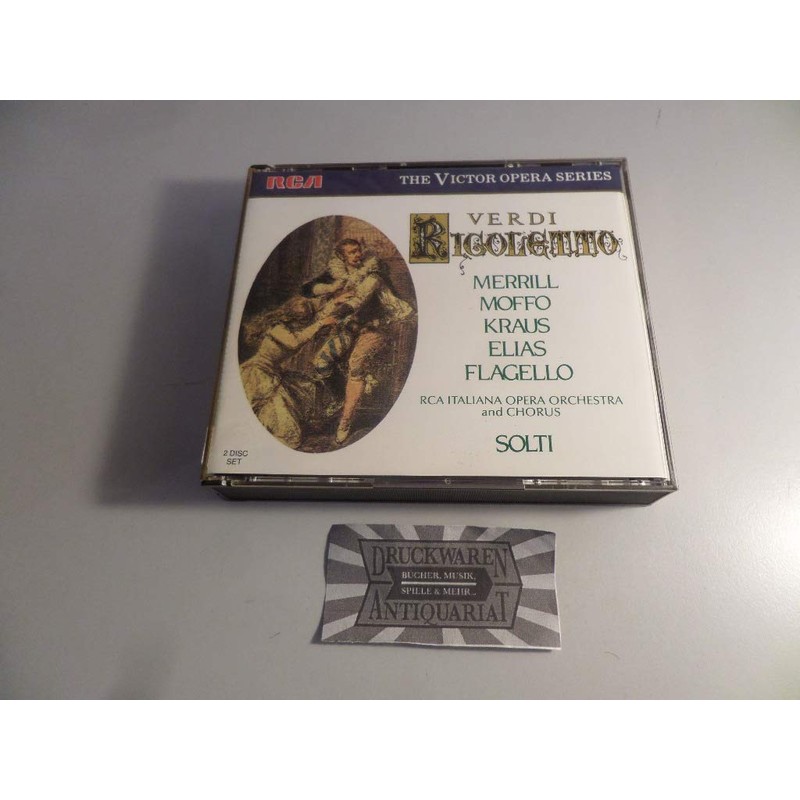 RCA THE VICTOR OPERA SERIES
VERDI
RIGOLETTO
MERRILL
MOFFO
KRAUS
ELIAS
FLAGELLO
RCA ITALIANA OPERA ORCHESTRA
and CHORUS
SOLTI
2 DISC
SET
DRUCKWAREN
BÜCHER, MUSIK,
SPIELE & MEHR...
ANTIQUARIAT